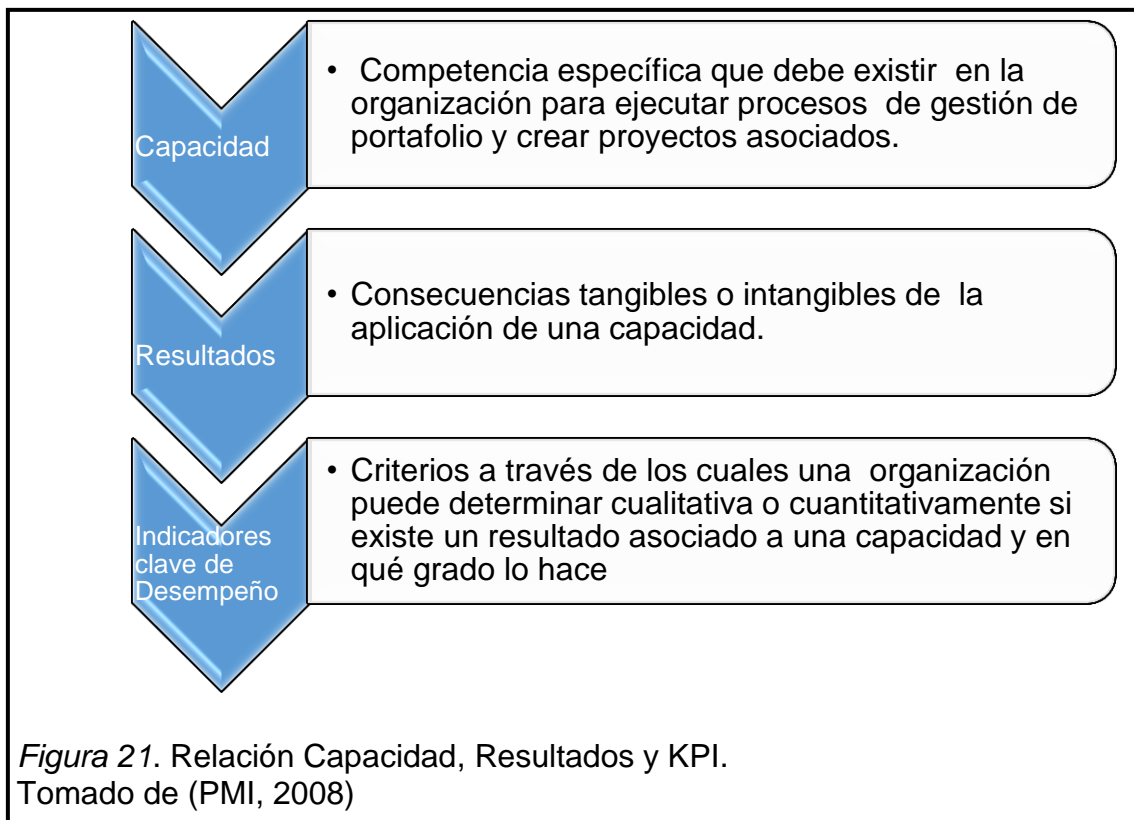 Capacidad
• Competencia específica que debe existir en la
organización para ejecutar procesos de gestión de
portafolio y crear proyectos asociados.
Resultados
• Consecuencias tangibles o intangibles de la
aplicación de una capacidad.
Indicadores
clave de
Desempeño
• Criterios a través de los cuales una organización
puede determinar cualitativa o cuantitativamente si
existe un resultado asociado a una capacidad y en
qué grado lo hace
Figura 21. Relación Capacidad, Resultados y KPI.
Tomado de (PMI, 2008)